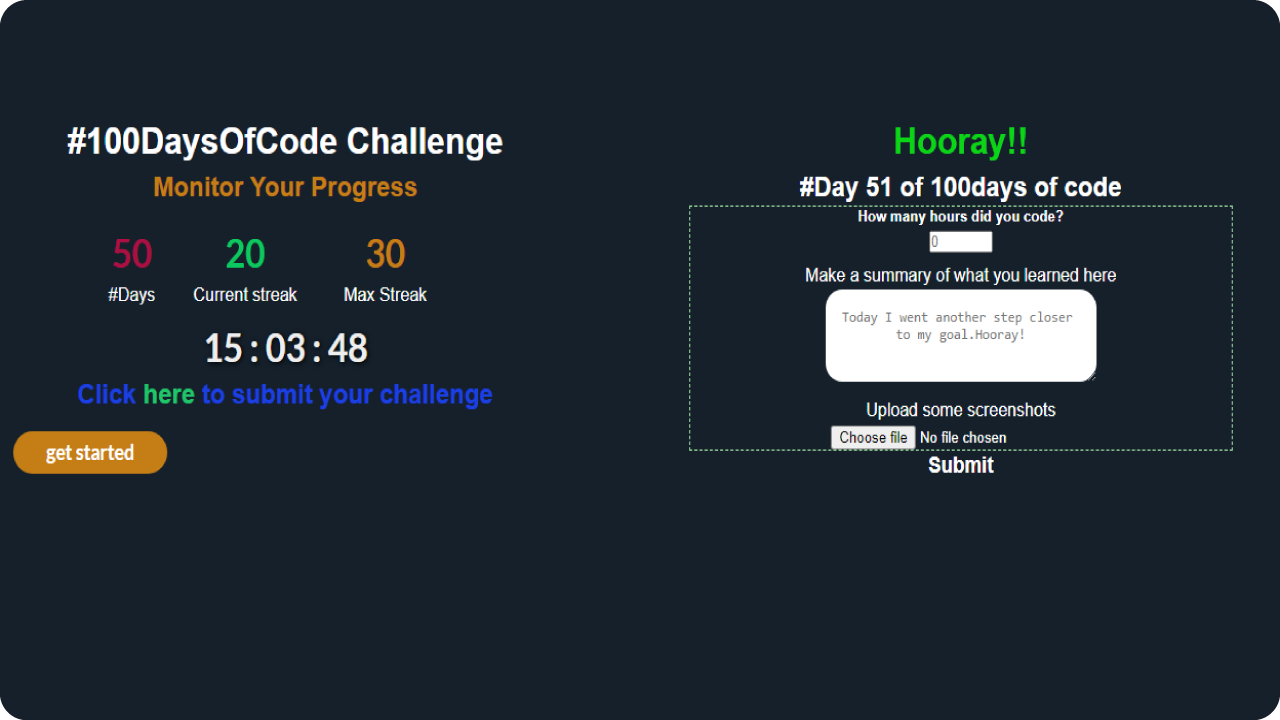 #100DaysOfCode Challenge
Monitor Your Progress
50 20 30
#Days Current streak Max Streak
15:03:48
Click here to submit your challenge
get started
Hooray!!
#Day 51 of 100days of code
How many hours did you code?
0
Make a summary of what you learned here
Today I went another step closer
to my goal.Hooray!
Upload some screenshots
Choose file No file chosen
Submit